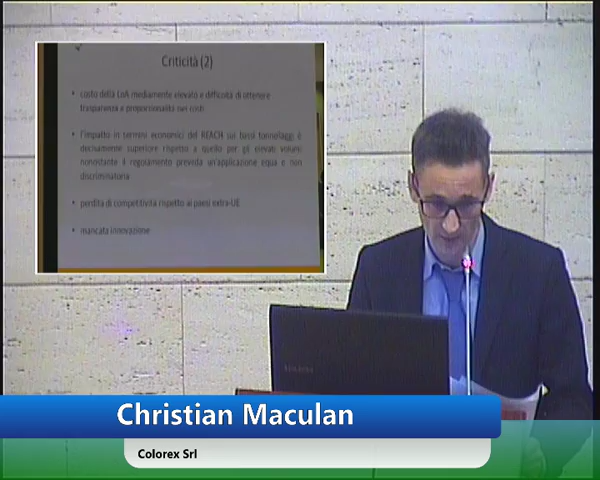 Criticità (2)
• costo della LoA mediamente elevato e difficoltà di ottenere
trasparenza e proporzionalità nei costi
• l'impatto in termini economici del REACH sui bassi tonnellaggi è
decisamente superiore rispetto a quello per gli elevati volumi
nonostante il regolamento preveda un'applicazione equa e non
discriminatoria
• perdita di competitività rispetto ai paesi extra-UE
• mancata innovazione
Christian Maculan
Colorex Srl